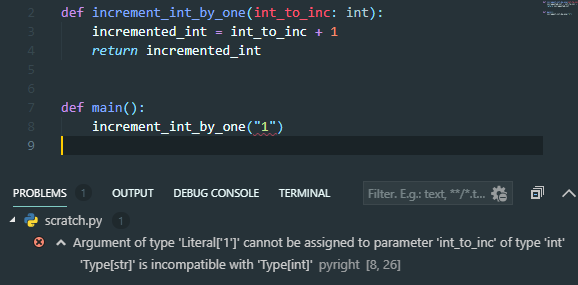 2 def increment_int_by_one(int_to_inc: int):
3 incremented_int = int_to_inc + 1
4 return incremented_int
5
6
7 def main():
8 increment_int_by_one("1")
9
PROBLEMS 1 OUTPUT DEBUG CONSOLE TERMINAL Filter. E.g.: text, **/*.t...
scratch.py 1
Argument of type 'Literal['1']' cannot be assigned to parameter 'int_to_inc' of type 'int'
'Type[str]' is incompatible with 'Type[int]' pyright [8, 26]